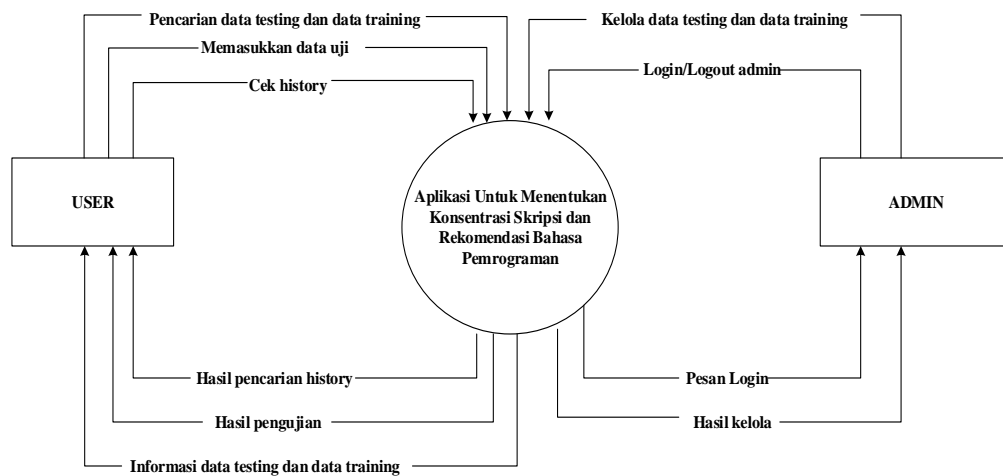 Pencarian data testing dan data training
Kelola data testing dan data training
Memasukkan data uji
Login/Logout admin
Cek history
USER
Aplikasi Untuk Menentukan
Konsentrasi Skripsi dan
Rekomendasi Bahasa
Pemrograman
ADMIN
Hasil pencarian history
Pesan Login
Hasil pengujian
Hasil kelola
Informasi data testing dan data training